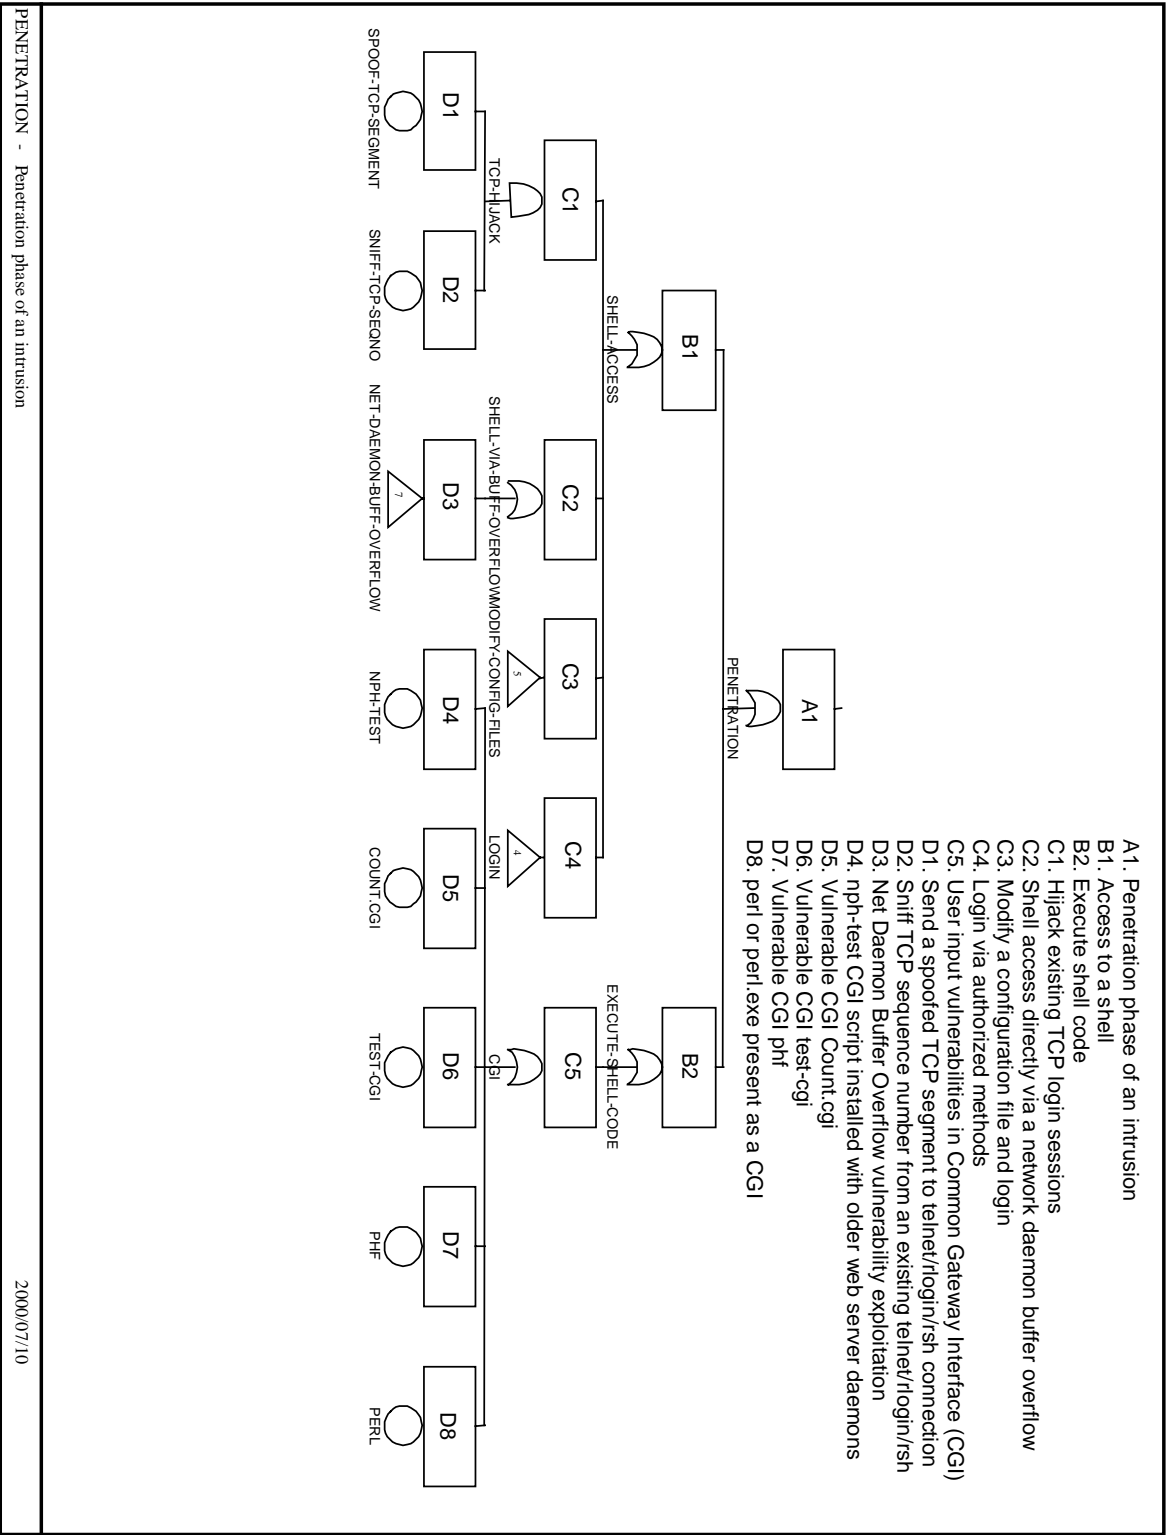 A1. Penetration phase of an intrusion
B1. Access to a shell
B2. Execute shell code
C1. Hijack existing TCP login sessions
C2. Shell access directly via a network daemon buffer overflow
C3. Modify a configuration file and login
C4. Login via authorized methods
C5. User input vulnerabilities in Common Gateway Interface (CGI)
D1. Send a spoofed TCP segment to telnet/rlogin/rsh connection
D2. Sniff TCP sequence number from an existing telnet/rlogin/rsh
D3. Net Daemon Buffer Overflow vulnerability exploitation
D4. nph-test CGI script installed with older web server daemons
D5. Vulnerable CGI Count.cgi
D6. Vulnerable CGI test-cgi
D7. Vulnerable CGI phf
D8. perl or perl.exe present as a CGI
A1
PENETRATION
B1
B2
SHELL-ACCESS
EXECUTE-SHELL-CODE
C1
C2
C3
C4
C5
5
4
TCP-HIJACK
SHELL-VIA-BUFF-OVERFLOW
MODIFY-CONFIG-FILES
LOGIN
CGI
D1
D2
D3
D4
D5
D6
D7
D8
7
SPOOF-TCP-SEGMENT
SNIFF-TCP-SEQNO
NET-DAEMON-BUFF-OVERFLOW
NPH-TEST
COUNT.CGI
TEST-CGI
PHF
PERL
PENETRATION - Penetration phase of an intrusion
2000/07/10